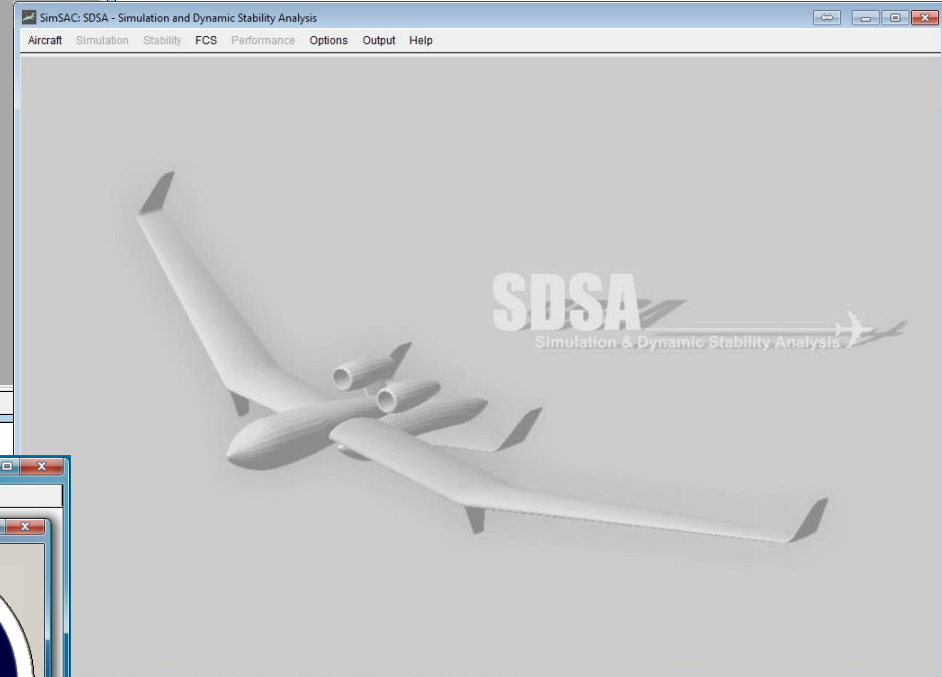 SimSAC: SDSA - Simulation and Dynamic Stability Analysis
Aircraft Simulation Stability FCS Performance Options Output Help
SDSA
Simulation & Dynamic Stability Analysis